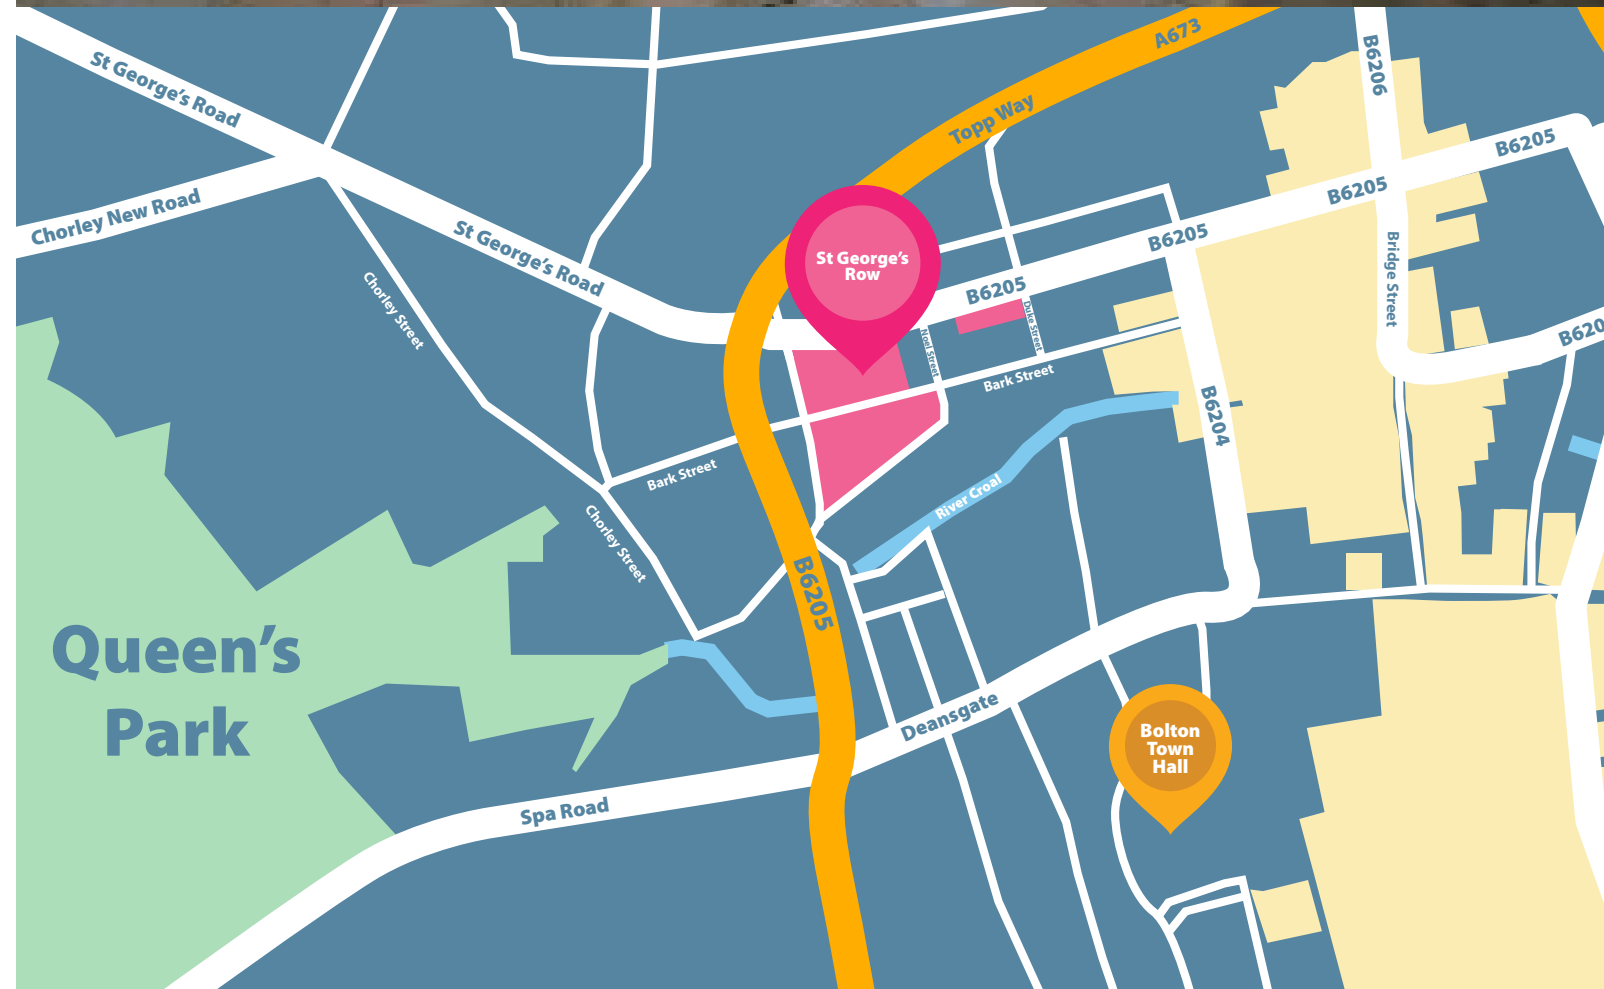 A673
B6206
St George's Road
Topp Way
B6205
B6205
Chorley New Road
St George's Road
B6205
St George's
Row
Bridge Street
B6205
Chorley Street
Duke Street
Noel Street
B620
Bark Street
B6204
Bark Street
River Croal
Chorley Street
B6205
Queen's
Park
Deansgate
Bolton
Town
Hall
Spa Road